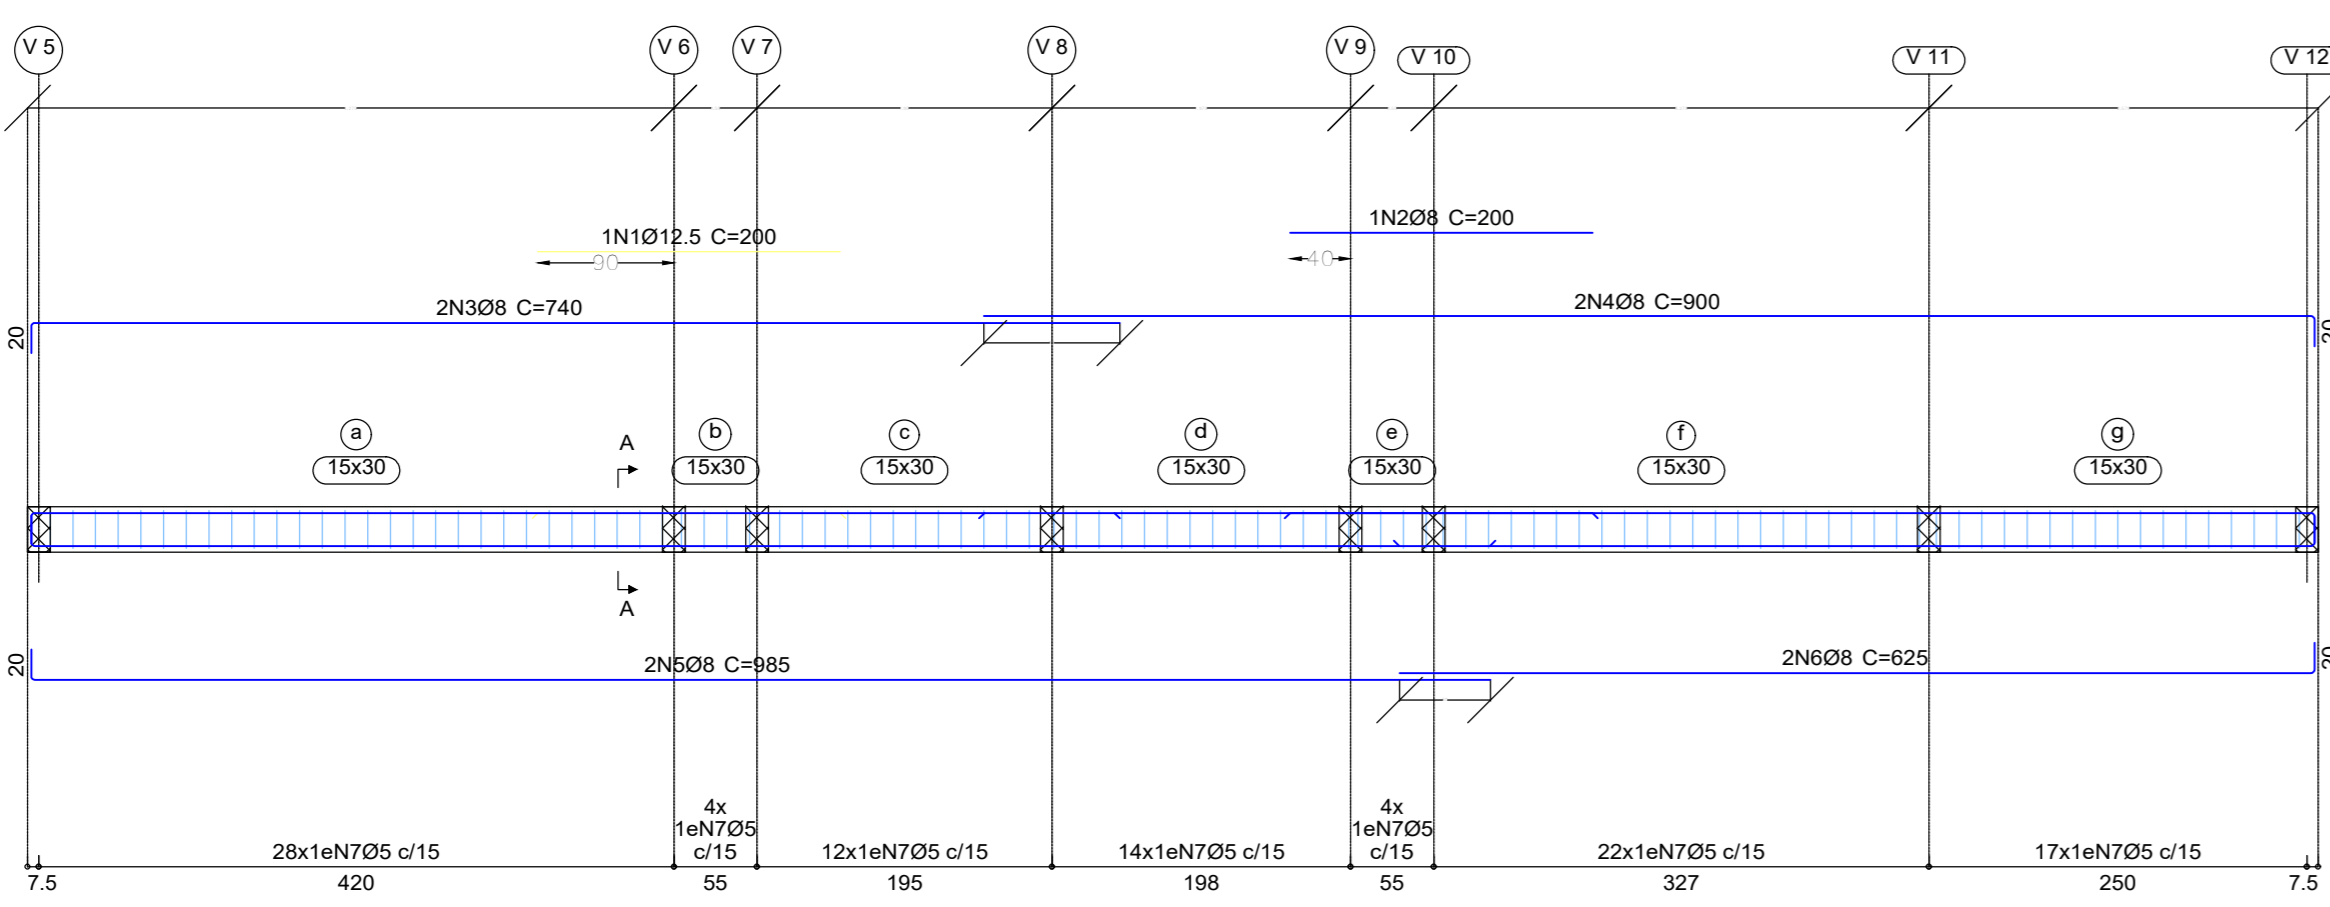 V 5 V 6 V 7 V 8 V 9 V 10 V 11 V 12
1N2Ø8 C=200
1N1Ø12.5 C=200
90
40
2N4Ø8 C=900
2N3Ø8 C=740
20
20
a b c d e f g
A
15x30 15x30 15x30 15x30 15x30 15x30 15x30
A
2N6Ø8 C=625
2N5Ø8 C=985
20
20
28x1eN7Ø5 c/15
4x
1eN7Ø5
c/15
12x1eN7Ø5 c/15
14x1eN7Ø5 c/15
4x
1eN7Ø5
c/15
22x1eN7Ø5 c/15
17x1eN7Ø5 c/15
7.5 420 55 195 198 55 327 250 7.5